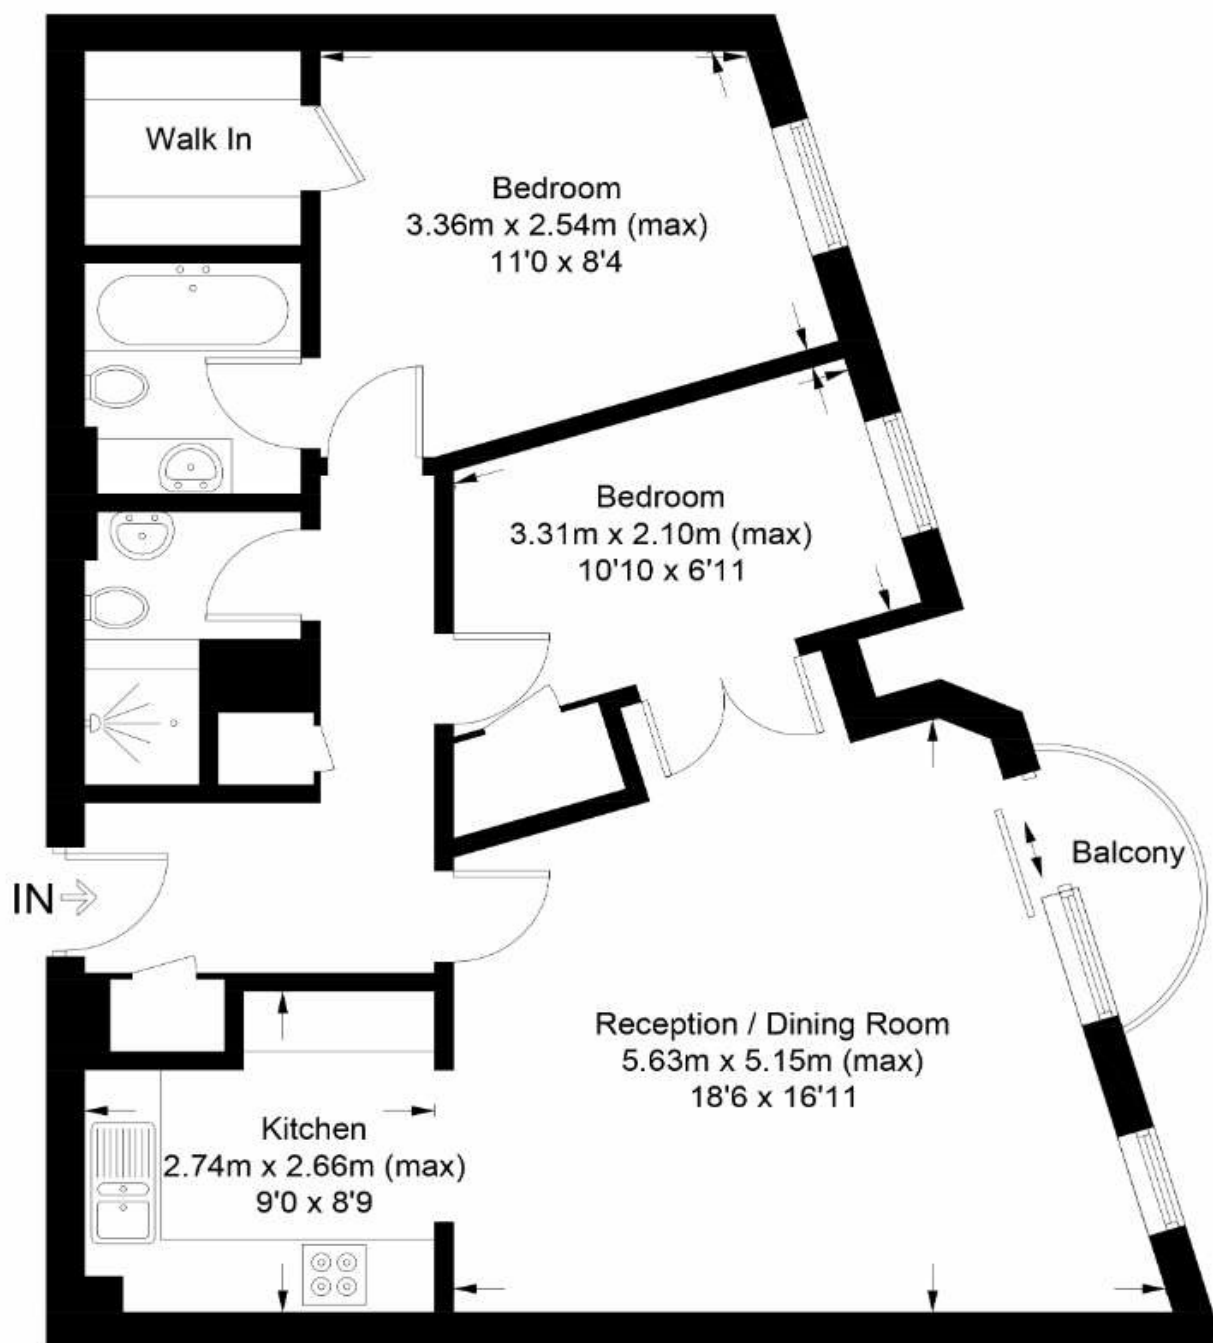 Walk In
Bedroom
3.36m x 2.54m (max)
11'0 x 8'4
Bedroom
3.31m x 2.10m (max)
10'10 x 6'11
Balcony
IN
Reception / Dining Room
5.63m x 5.15m (max)
18'6 x 16'11
Kitchen
2.74m x 2.66m (max)
9'0 x 8'9